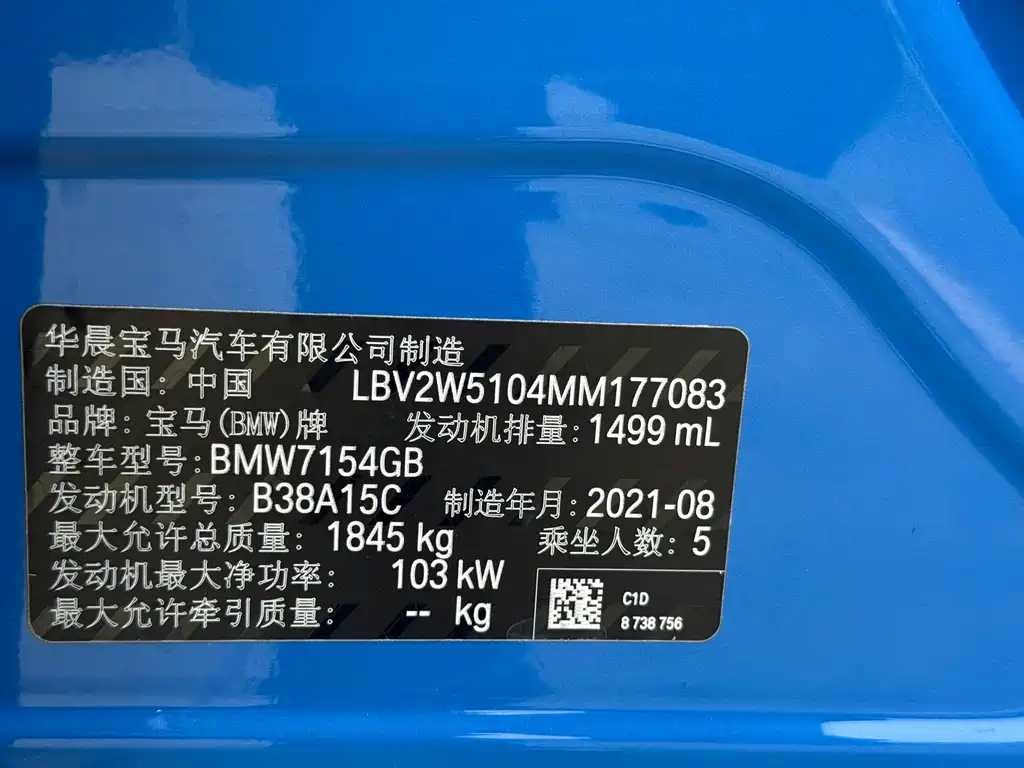 华晨宝马汽车有限公司制造
制造国: 中国 LBV2W5104MM177083
品牌: 宝马(BMW)牌 发动机排量: 1499 mL
整车型号: BMW7154GB
发动机型号: B38A15C 制造年月: 2021-08
最大允许总质量: 1845 kg 乘坐人数: 5
发动机最大净功率: 103 kW
最大允许牵引质量: -- kg
C1D
8 738 756